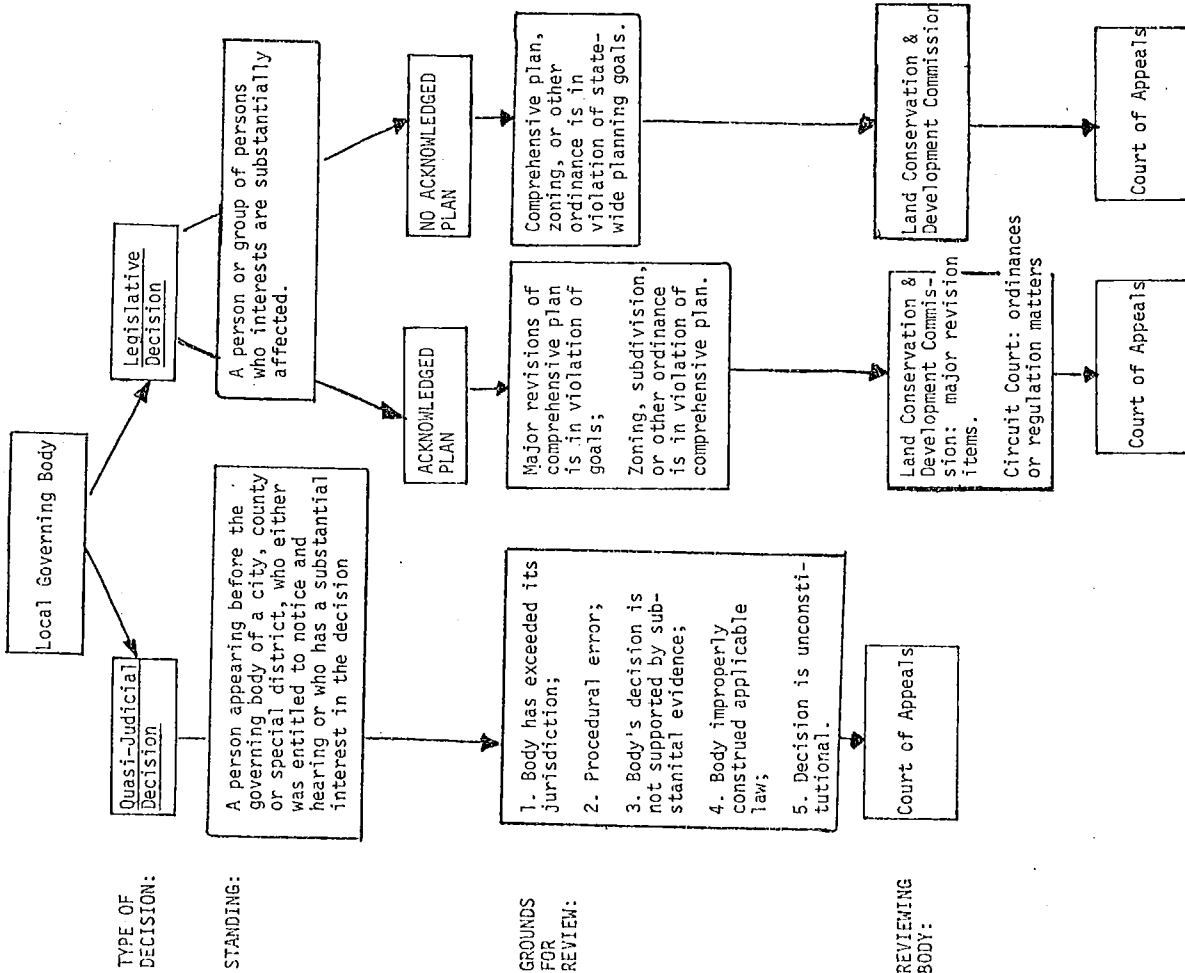 Local Governing Body
TYPE OF
DECISION:
Quasi-Judicial
Decision
Legislative
Decision
STANDING:
A person appearing before the
governing body of a city, county
or special district, who either
was entitled to notice and
hearing or who has a substantial
interest in the decision
A person or group of persons
who interests are substantially
affected.
ACKNOWLEDGED
PLAN
NO ACKNOWLEDGED
PLAN
GROUNDS
FOR
REVIEW:
1. Body has exceeded its
jurisdiction;
2. Procedural error;
3. Body's decision is
not supported by sub-
stanital evidence;
4. Body improperly
construed applicable
law;
5. Decision is unconsti-
tutional.
Major revisions of
comprehensive plan
is in violation of
goals;
Zoning, subdivision,
or other ordinance
is in violation of
comprehensive plan.
Comprehensive plan,
zoning, or other
ordinance is in
violation of state-
wide planning goals.
REVIEWING
BODY:
Court of Appeals
Land Conservation &
Development Commis-
sion: major revision
items.
Circuit Court: ordinances
or regulation matters
Land Conservation &
Development Commission
Court of Appeals
Court of Appeals